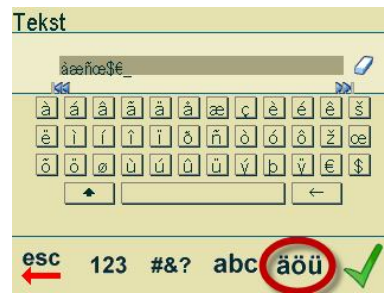 Tekst
àæñœ$€_
à á â ã ä å æ ç è é ê š
ë ì í î ï ð ñ ò ó ô ž œ
õ ö ø ù ú û ü ý þ ÿ € $
esc 123 #&? abc äöü